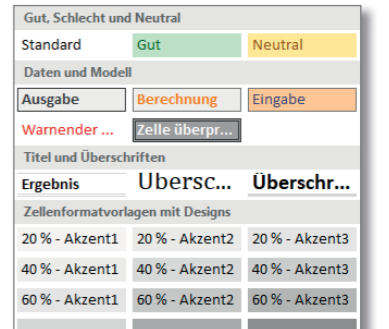 Gut, Schlecht und Neutral
Standard Gut Neutral
Daten und Modell
Ausgabe Berechnung Eingabe
Warnender ... Zelle überpr...
Titel und Überschriften
Ergebnis Übersc... Überschr...
Zellenformatvorlagen mit Designs
20 % - Akzent1 20 % - Akzent2 20 % - Akzent3
40 % - Akzent1 40 % - Akzent2 40 % - Akzent3
60 % - Akzent1 60 % - Akzent2 60 % - Akzent3